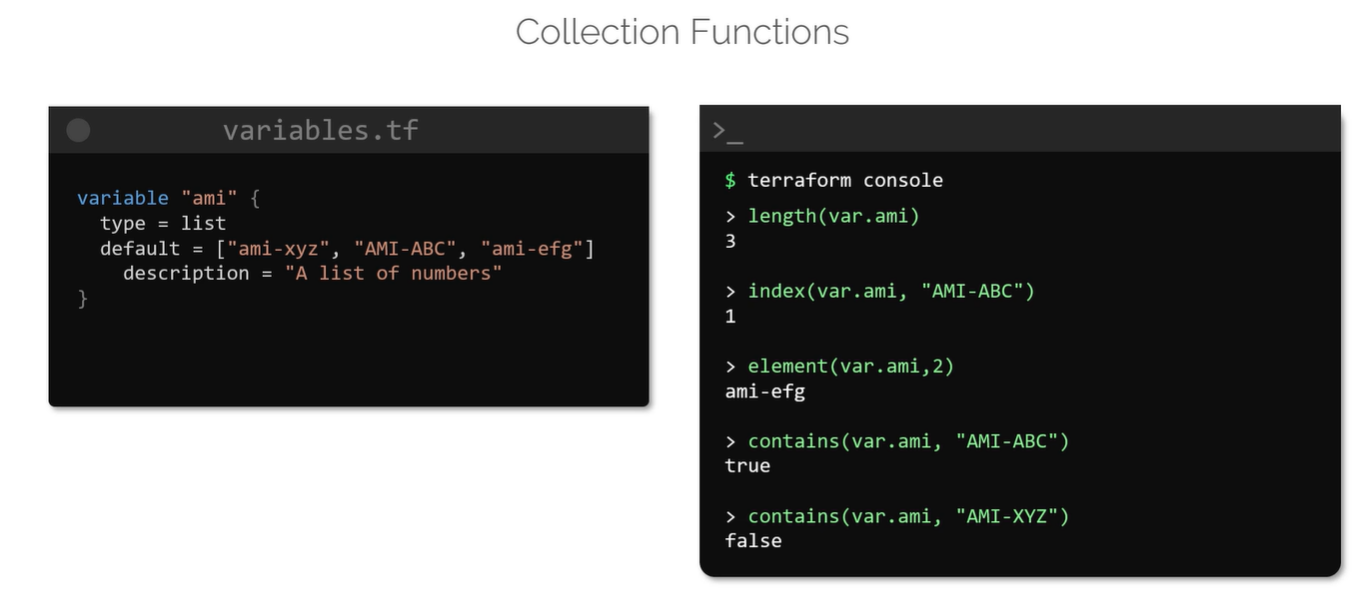 Collection Functions
variables.tf
variable "ami" {
  type = list
  default = ["ami-xyz", "AMI-ABC", "ami-efg"]
    description = "A list of numbers"
}
>_
$ terraform console
> length(var.ami)
3
> index(var.ami, "AMI-ABC")
1
> element(var.ami,2)
ami-efg
> contains(var.ami, "AMI-ABC")
true
> contains(var.ami, "AMI-XYZ")
false